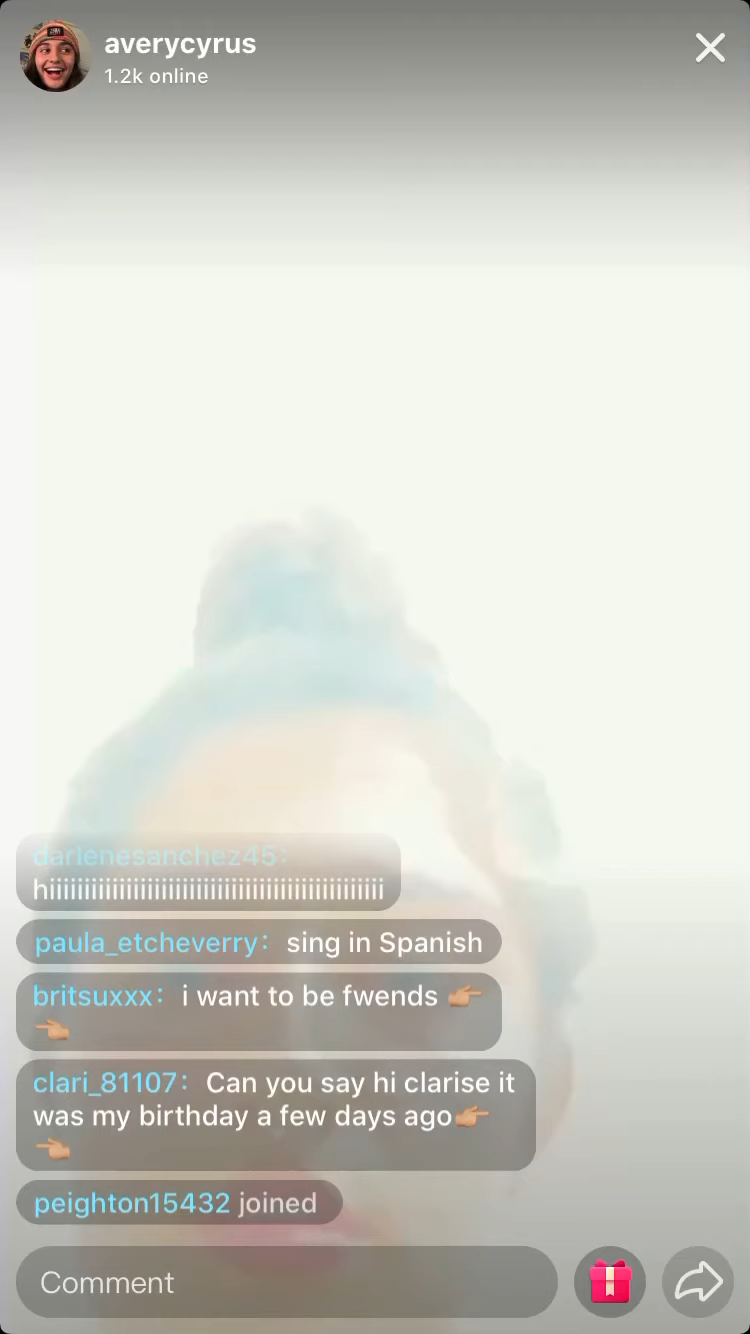 averycyrus
1.2k online
darlenesanchez45:
hiiiiiiiiiiiiiiiiiiiiiiiiiiiiiiiiiiiiiiiiiiiiiiii
paula_etcheverry: sing in Spanish
britsuxxx: i want to be fwends 👉🏼
👈🏼
clari_81107: Can you say hi clarise it
was my birthday a few days ago👉🏼
👈🏼
peighton15432 joined
Comment